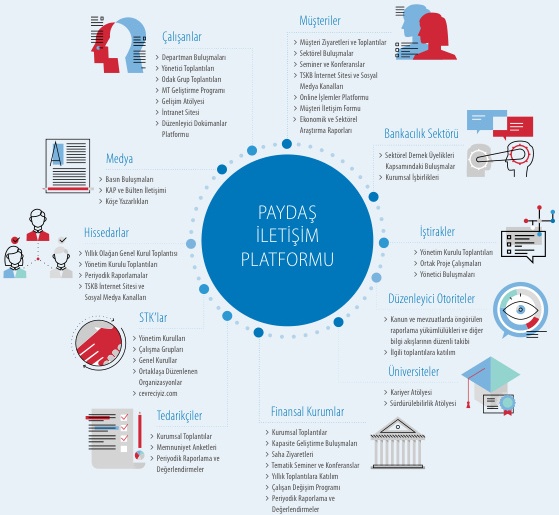 Çalışanlar
> Departman Buluşmaları
> Yönetici Toplantıları
> Odak Grup Toplantıları
> MT Geliştirme Programı
> Gelişim Atölyesi
> İntranet Sitesi
> Düzenleyici Dokümanlar
Platformu
Müşteriler
> Müşteri Ziyaretleri ve Toplantılar
> Sektörel Buluşmalar
> Seminer ve Konferanslar
> TSKB İnternet Sitesi ve Sosyal
Medya Kanalları
> Online İşlemler Platformu
> Müşteri İletişim Formu
> Ekonomik ve Sektörel
Araştırma Raporları
Bankacılık Sektörü
> Sektörel Dernek Üyelikleri
Kapsamındaki Buluşmalar
> Kurumsal İşbirlikleri
Medya
> Basın Buluşmaları
> KAP ve Bülten İletişimi
> Köşe Yazarlıkları
PAYDAŞ
İLETİŞİM
PLATFORMU
Hissedarlar
> Yıllık Olağan Genel Kurul Toplantısı
> Yönetim Kurulu Toplantıları
> Periyodik Raporlamalar
> TSKB İnternet Sitesi ve
Sosyal Medya Kanalları
İştirakler
> Yönetim Kurulu Toplantıları
> Ortak Proje Çalışmaları
> Yönetici Buluşmaları
Düzenleyici Otoriteler
> Kanun ve mevzuatlarda öngörülen
raporlama yükümlülükleri ve diğer
bilgi akışlarının düzenli takibi
> İlgili toplantılara katılım
STK'lar
> Yönetim Kurulları
> Çalışma Grupları
> Genel Kurullar
> Ortaklaşa Düzenlenen
Organizasyonlar
> cevreciyiz.com
Üniversiteler
> Kariyer Atölyesi
> Sürdürülebilirlik Atölyesi
Tedarikçiler
> Kurumsal Toplantılar
> Memnuniyet Anketleri
> Periyodik Raporlama ve
Değerlendirmeler
Finansal Kurumlar
> Kurumsal Toplantılar
> Kapasite Geliştirme Buluşmaları
> Saha Ziyaretleri
> Tematik Seminer ve Konferanslar
> Yıllık Toplantılara Katılım
> Çalışan Değişim Programı
> Periyodik Raporlama ve
Değerlendirmeler